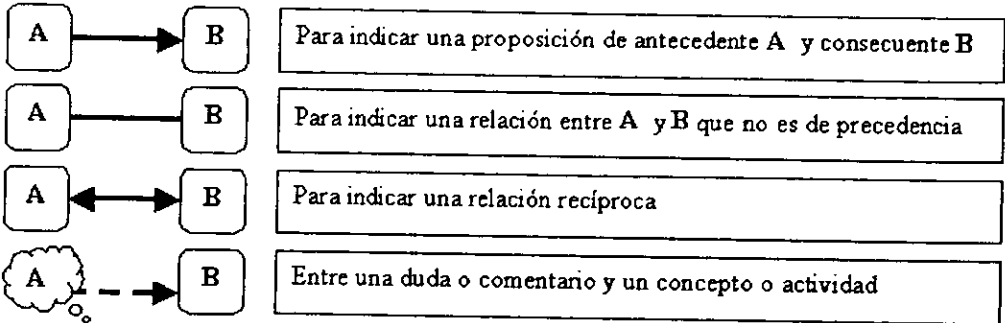 A B Para indicar una proposición de antecedente A y consecuente B
A B Para indicar una relación entre A y B que no es de precedencia
A B Para indicar una relación recíproca
A B Entre una duda o comentario y un concepto o actividad